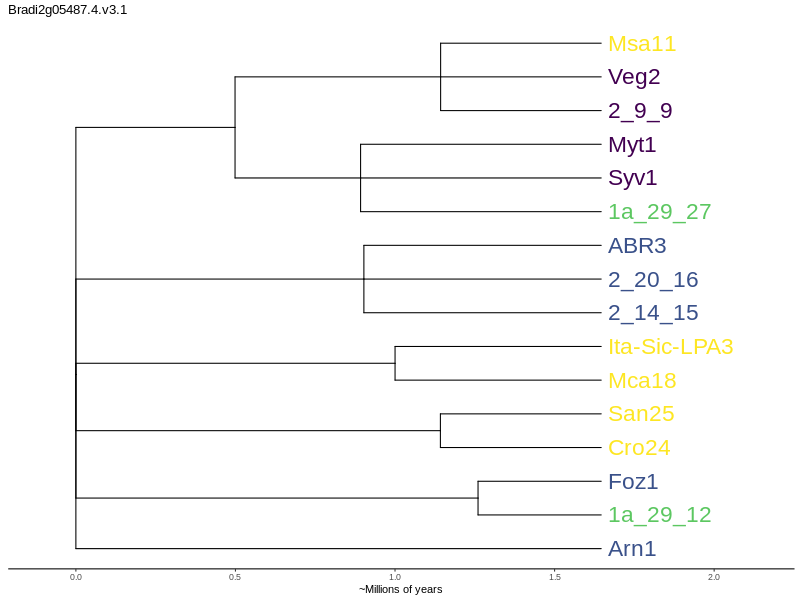 Bradi2g05487.4.v3.1
Msa11
Veg2
2_9_9
Myt1
Syv1
1a_29_27
ABR3
2_20_16
2_14_15
Ita-Sic-LPA3
Mca18
San25
Cro24
Foz1
1a_29_12
Arn1
0.0 0.5 1.0 1.5 2.0
~Millions of years